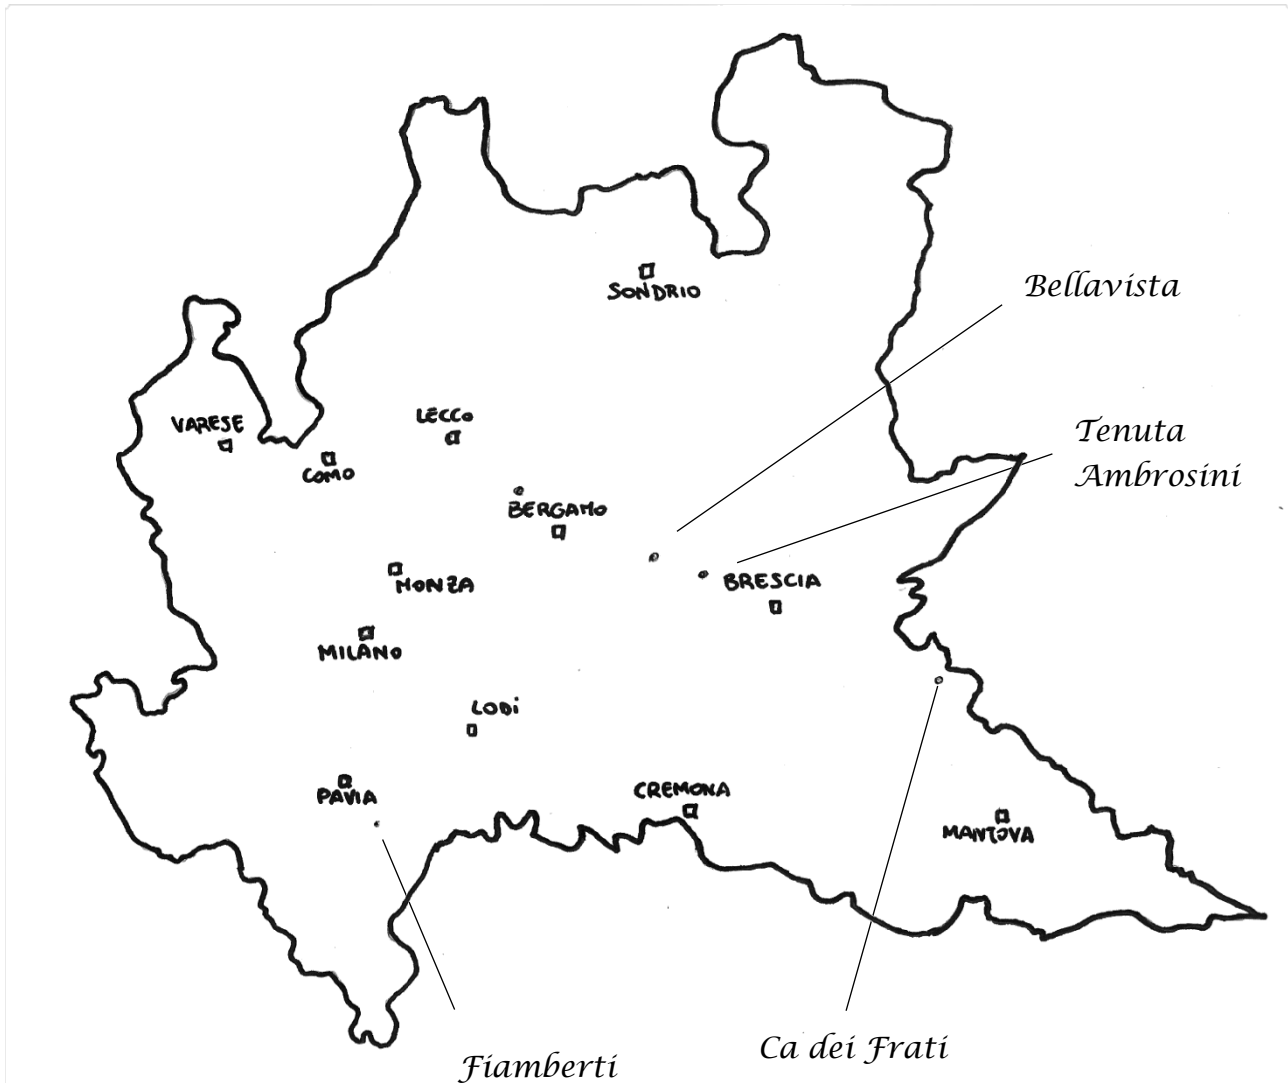 SONDRIO
Bellavista
LECCO
VARESE
Tenuta
Ambrosini
COMO
BERGAMO
MONZA
BRESCIA
MILANO
LODi
PAVIA
CREMONA
MANTOVA
Ca dei Frati
Fiamberti